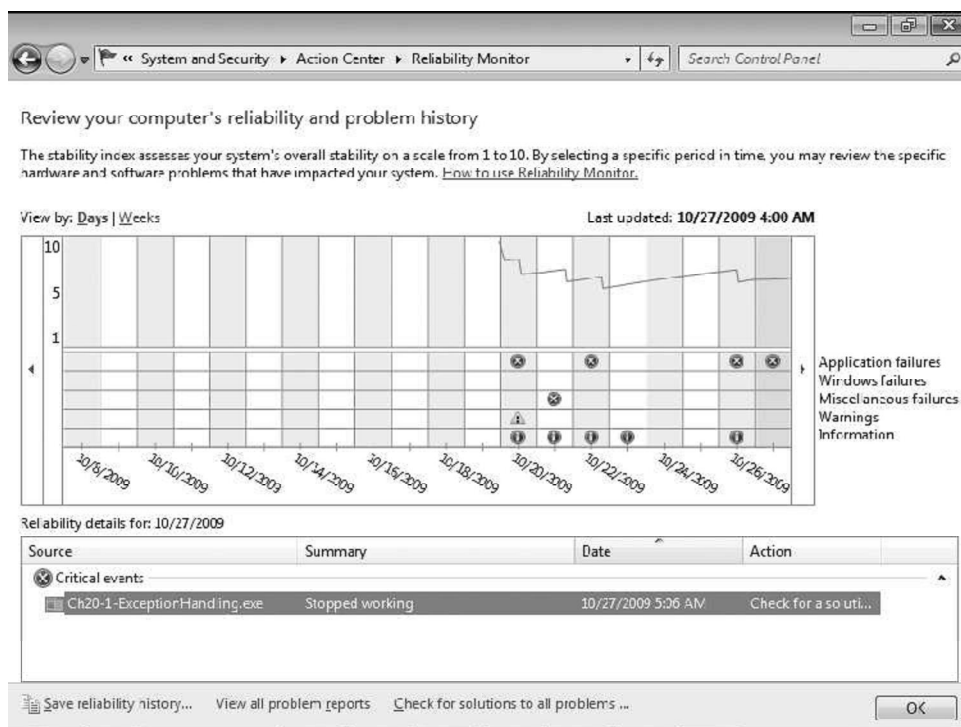 « System and Security ▸ Action Center ▸ Reliability Monitor
Search Control Panel
Review your computer's reliability and problem history
The stability index assesses your system's overall stability on a scale from 1 to 10. By selecting a specific period in time, you may review the specific
hardware and software problems that have impacted your system. How to use Reliability Monitor.
View by: Days | Weeks
Last updated: 10/27/2009 4:00 AM
10
5
1
Application failures
Windows failures
Miscellaneous failures
Warnings
Information
10/8/2009
10/10/2009
10/12/2009
10/14/2009
10/16/2009
10/18/2009
10/20/2009
10/22/2009
10/24/2009
10/26/2009
Reliability details for: 10/27/2009
Source Summary Date Action
Critical events
Ch20-1-ExceptionHandling.exe Stopped working 10/27/2009 5:06 AM Check for a soluti...
Save reliability history... View all problem reports Check for solutions to all problems ...
OK